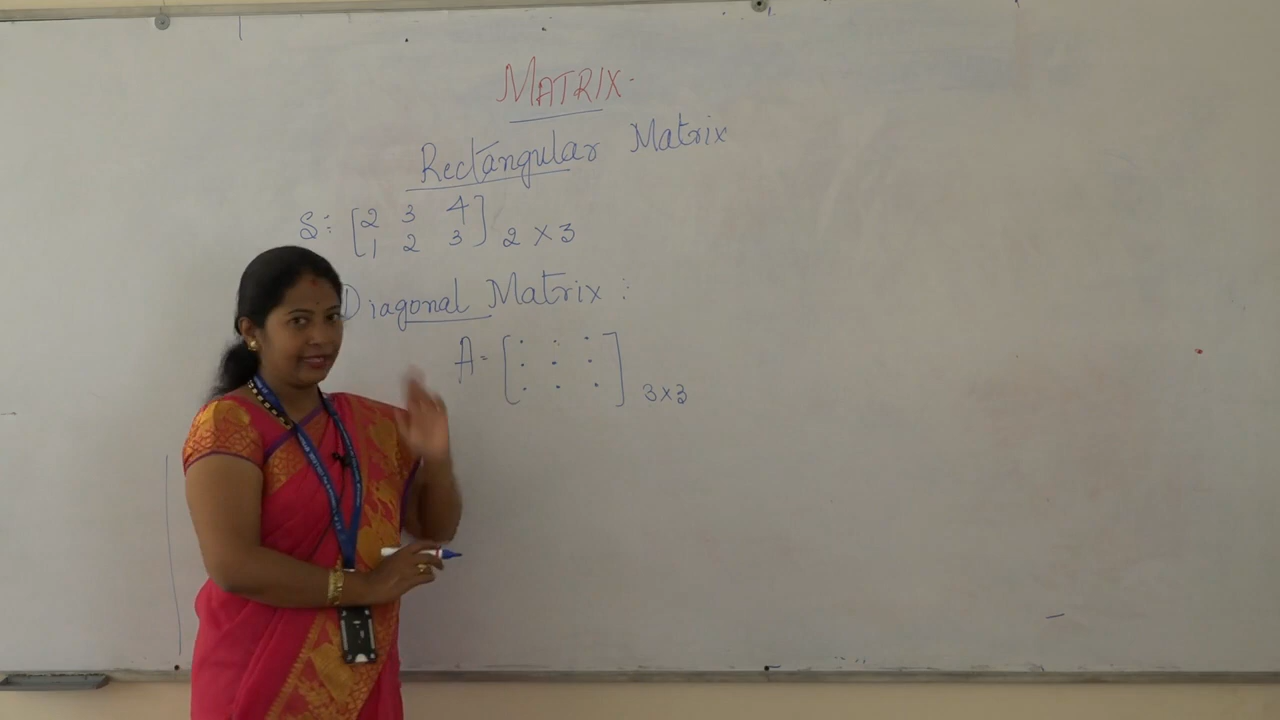 MATRIX.
Rectangular Matrix
S: [2 3 4
1 2 3] 2 × 3
Diagonal Matrix :
A = [. . .
. . .
. . .] 3×3